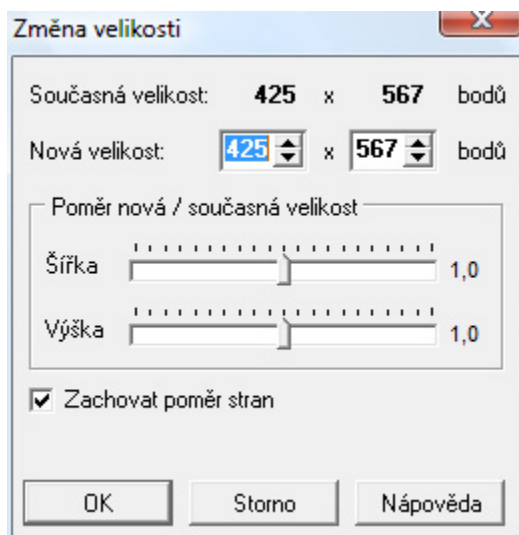 Změna velikosti
Současná velikost: 425 x 567 bodů
Nová velikost: 425 x 567 bodů
Poměr nová / současná velikost
Šířka 1,0
Výška 1,0
Zachovat poměr stran
OK Storno Nápověda